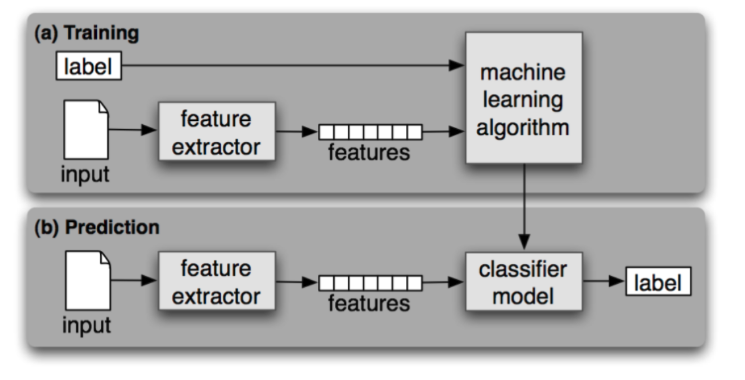 (a) Training
label
machine
learning
algorithm
feature
extractor
features
input
(b) Prediction
feature
extractor
features
input
classifier
model
label